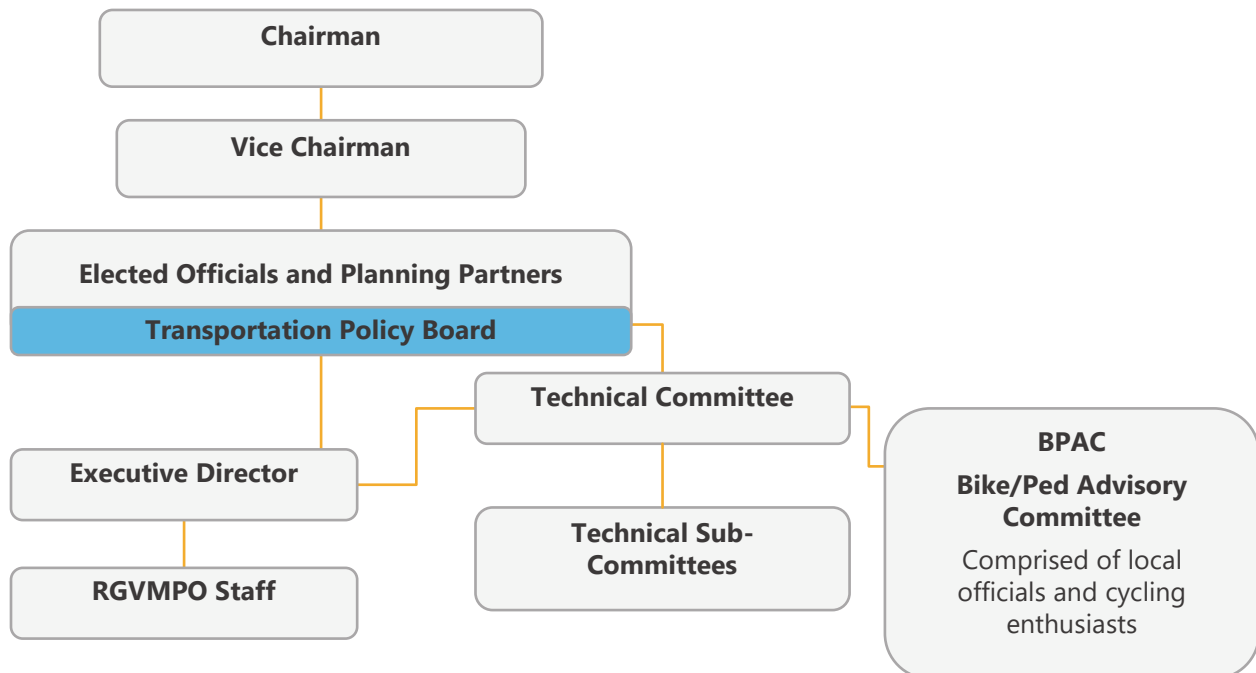 Chairman
Vice Chairman
Elected Officials and Planning Partners
Transportation Policy Board
Technical Committee
Executive Director
BPAC
Bike/Ped Advisory
Committee
Comprised of local
officials and cycling
enthusiasts
Technical Sub-
Committees
RGVMPO Staff